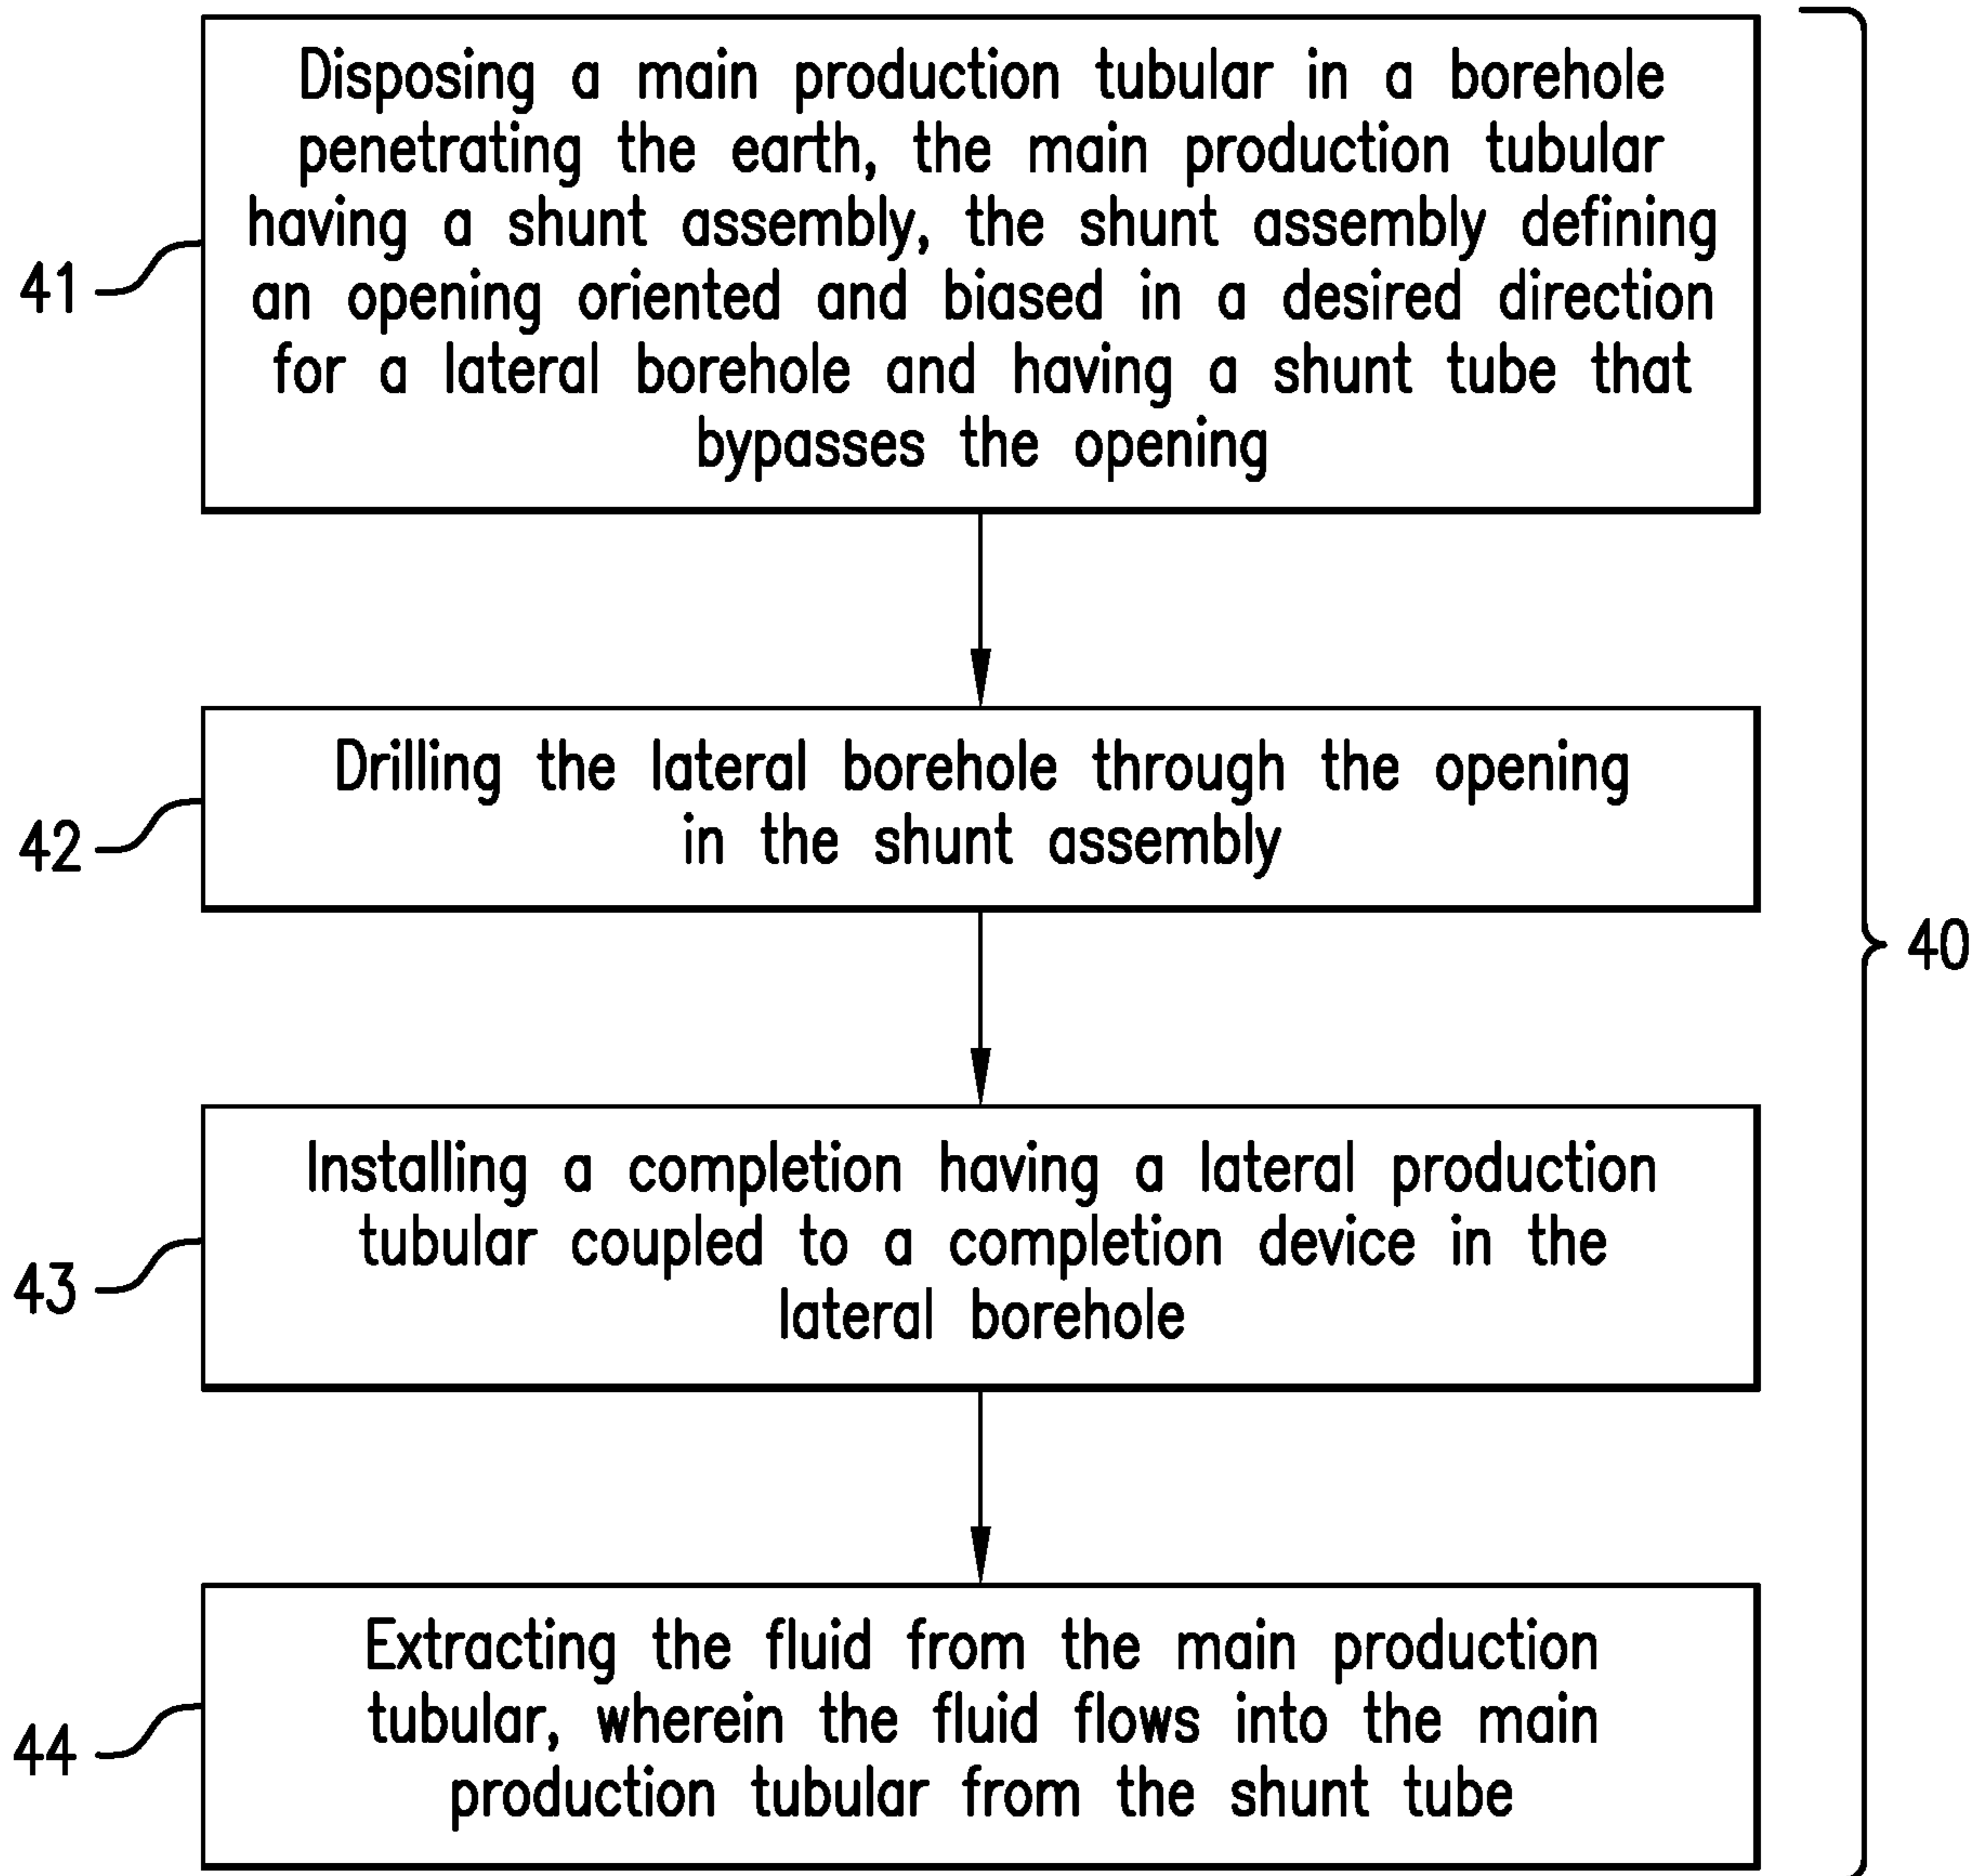 Disposing a main production tubular in a borehole
penetrating the earth, the main production tubular
having a shunt assembly, the shunt assembly defining
an opening oriented and biased in a desired direction
for a lateral borehole and having a shunt tube that
bypasses the opening
41
Drilling the lateral borehole through the opening
in the shunt assembly
42
40
Installing a completion having a lateral production
tubular coupled to a completion device in the
lateral borehole
43
Extracting the fluid from the main production
tubular, wherein the fluid flows into the main
production tubular from the shunt tube
44